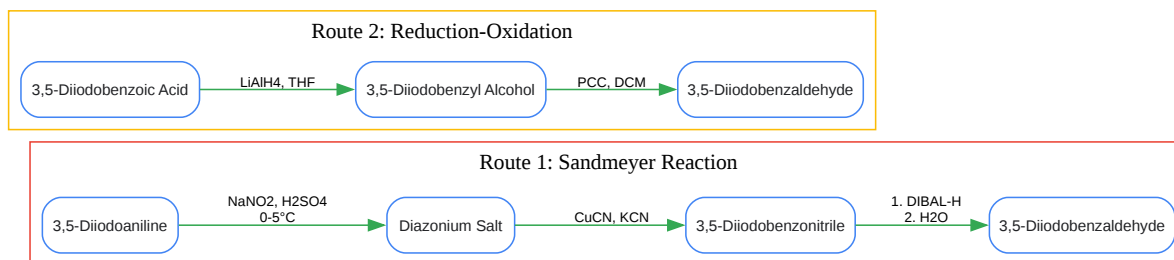 Route 2: Reduction-Oxidation
3,5-Diiodobenzoic Acid
LiAlH4, THF
3,5-Diiodobenzyl Alcohol
PCC, DCM
3,5-Diiodobenzaldehyde
Route 1: Sandmeyer Reaction
3,5-Diiodoaniline
NaNO2, H2SO4
0-5°C
Diazonium Salt
CuCN, KCN
3,5-Diiodobenzonitrile
1. DIBAL-H
2. H2O
3,5-Diiodobenzaldehyde